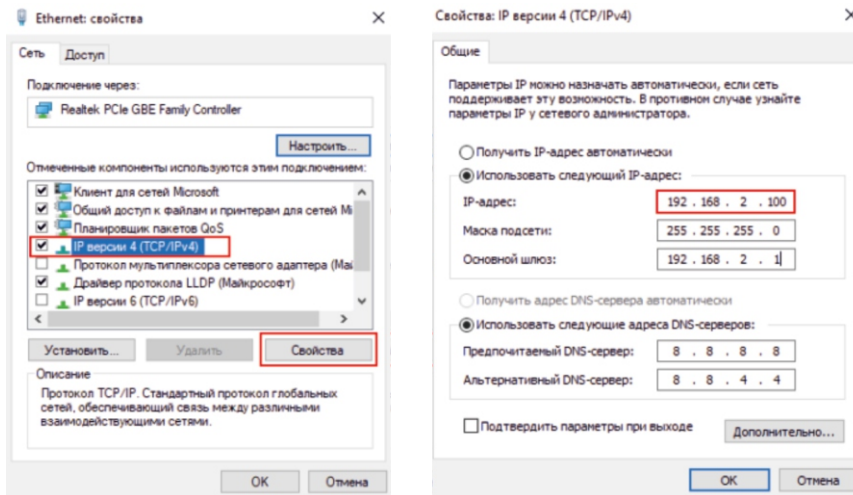 Ethernet: свойства
Сеть Доступ
Подключение через:
Realtek PCIe GBE Family Controller
Настроить...
Отмеченные компоненты используются этим подключением:
Клиент для сетей Microsoft
Общий доступ к файлам и принтерам для сетей Mi
Планировщик пакетов QoS
IP версии 4 (TCP/IPv4)
Протокол мультиплексора сетевого адаптера (Май
Драйвер протокола LLDP (Майкрософт)
IP версии 6 (TCP/IPv6)
Установить... Удалить Свойства
Описание
Протокол TCP/IP. Стандартный протокол глобальных
сетей, обеспечивающий связь между различными
взаимодействующими сетями.
OK Отмена
Свойства: IP версии 4 (TCP/IPv4)
Общие
Параметры IP можно назначать автоматически, если сеть
поддерживает эту возможность. В противном случае узнайте
параметры IP у сетевого администратора.
Получить IP-адрес автоматически
Использовать следующий IP-адрес:
IP-адрес: 192 . 168 . 2 . 100
Маска подсети: 255 . 255 . 255 . 0
Основной шлюз: 192 . 168 . 2 . 1
Получить адрес DNS-сервера автоматически
Использовать следующие адреса DNS-серверов:
Предпочитаемый DNS-сервер: 8 . 8 . 8 . 8
Альтернативный DNS-сервер: 8 . 8 . 4 . 4
Подтвердить параметры при выходе
Дополнительно...
OK Отмена